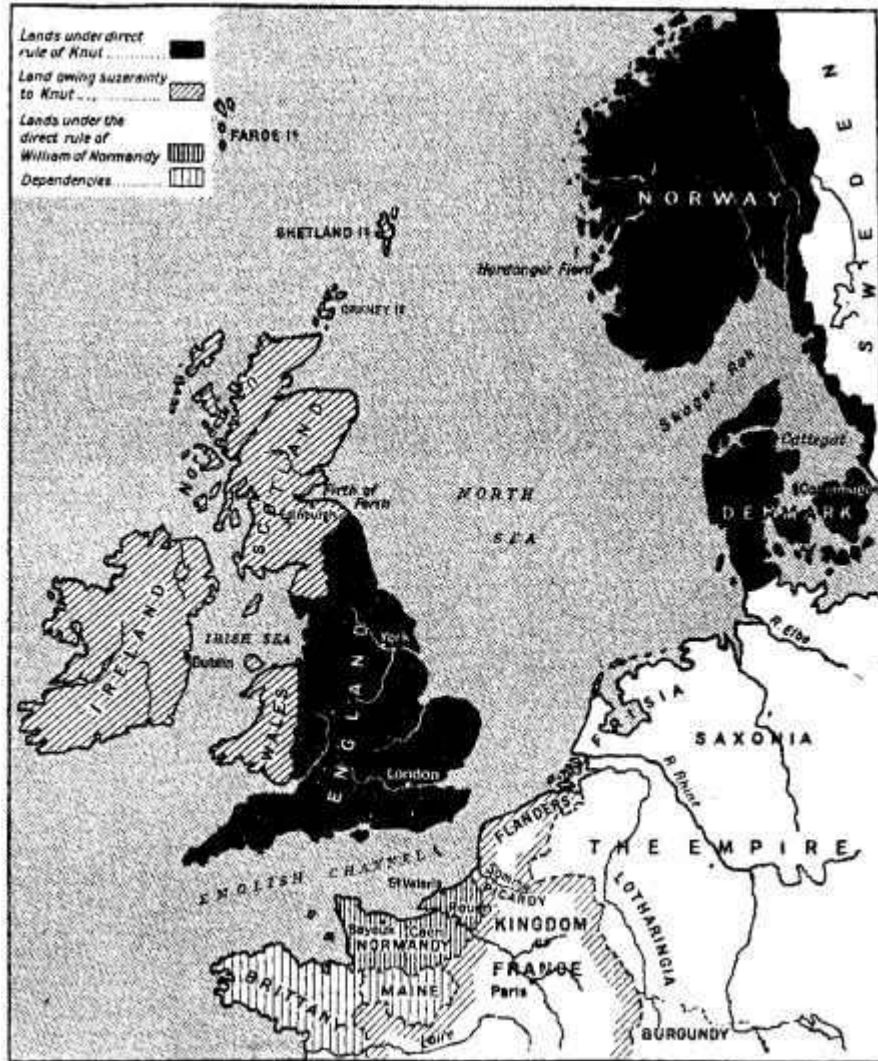 Lands under direct
rule of Knut
Land owing suzerainty
to Knut
Lands under the
direct rule of
William of Normandy
Dependencies
FAROE Is
SHETLAND Is
ORKNEY Is
NORWAY
SWEDEN
Hardanger Fiord
Skager Rak
Cattegat
DENMARK
NORTH
SEA
SCOTLAND
Firth of
Forth
Edinburgh
IRELAND
IRISH SEA
Dublin
WALES
ENGLAND
York
London
R. Elbe
FRISIA
SAXONIA
R. Rhine
FLANDERS
THE EMPIRE
ENGLISH CHANNEL
Somme
PICARDY
Rouen
KINGDOM
OF
FRANCE
Paris
LOTHARINGIA
Bayeux
Caen
NORMANDY
BRITTANY
MAINE
Loire
BURGUNDY